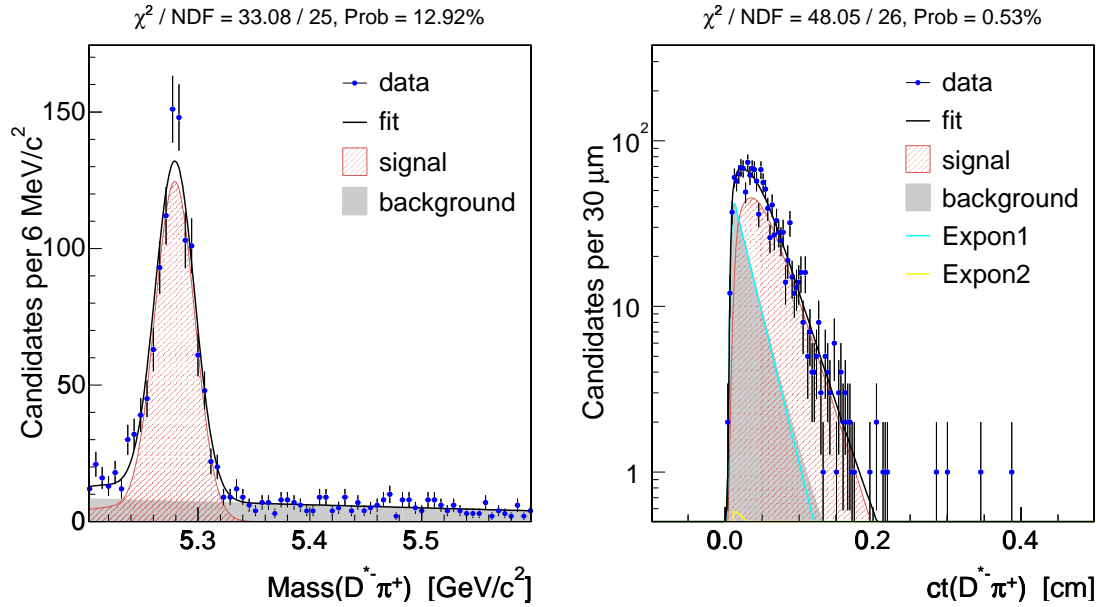 χ² / NDF = 33.08 / 25, Prob = 12.92%
Candidates per 6 MeV/c²
150
100
50
0
data
fit
signal
background
5.3
5.4
5.5
Mass(D*⁻π⁺) [GeV/c²]
χ² / NDF = 48.05 / 26, Prob = 0.53%
Candidates per 30 μm
10²
10
1
data
fit
signal
background
Expon1
Expon2
0.0
0.2
0.4
ct(D*⁻π⁺) [cm]